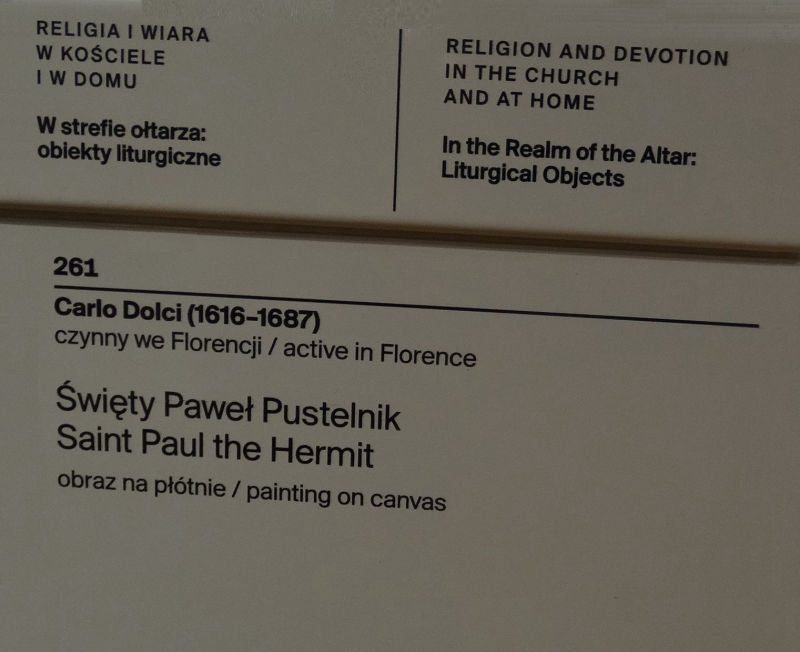 RELIGIA I WIARA
W KOŚCIELE
I W DOMU
W strefie ołtarza:
obiekty liturgiczne
RELIGION AND DEVOTION
IN THE CHURCH
AND AT HOME
In the Realm of the Altar:
Liturgical Objects
261
Carlo Dolci (1616–1687)
czynny we Florencji / active in Florence
Święty Paweł Pustelnik
Saint Paul the Hermit
obraz na płótnie / painting on canvas